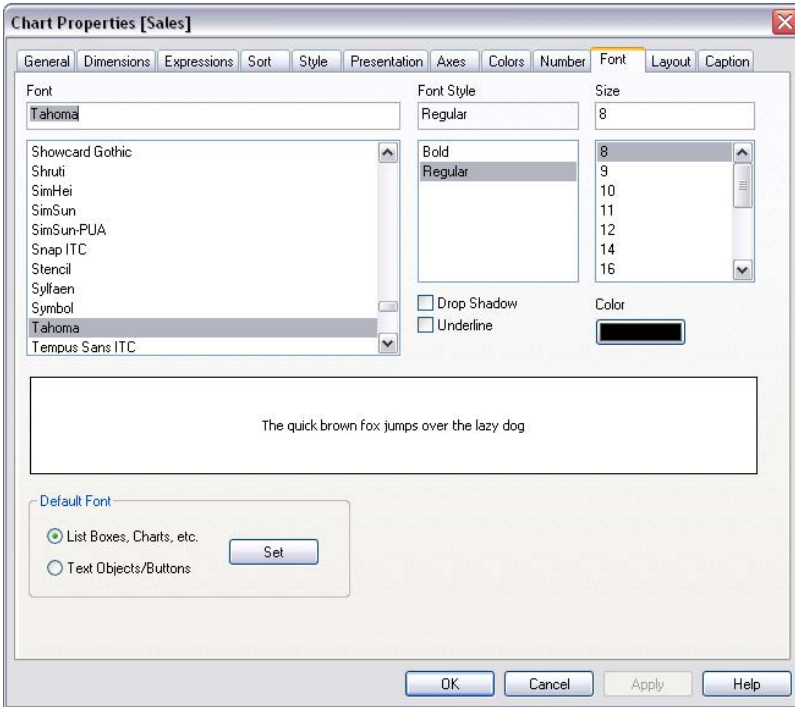 Chart Properties [Sales]
General Dimensions Expressions Sort Style Presentation Axes Colors Number Font Layout Caption
Font Font Style Size
Tahoma Regular 8
Showcard Gothic
Shruti
SimHei
SimSun
SimSun-PUA
Snap ITC
Stencil
Sylfaen
Symbol
Tahoma
Tempus Sans ITC
Bold
Regular
8
9
10
11
12
14
16
Drop Shadow
Underline
Color
The quick brown fox jumps over the lazy dog
Default Font
List Boxes, Charts, etc.
Text Objects/Buttons
Set
OK Cancel Apply Help